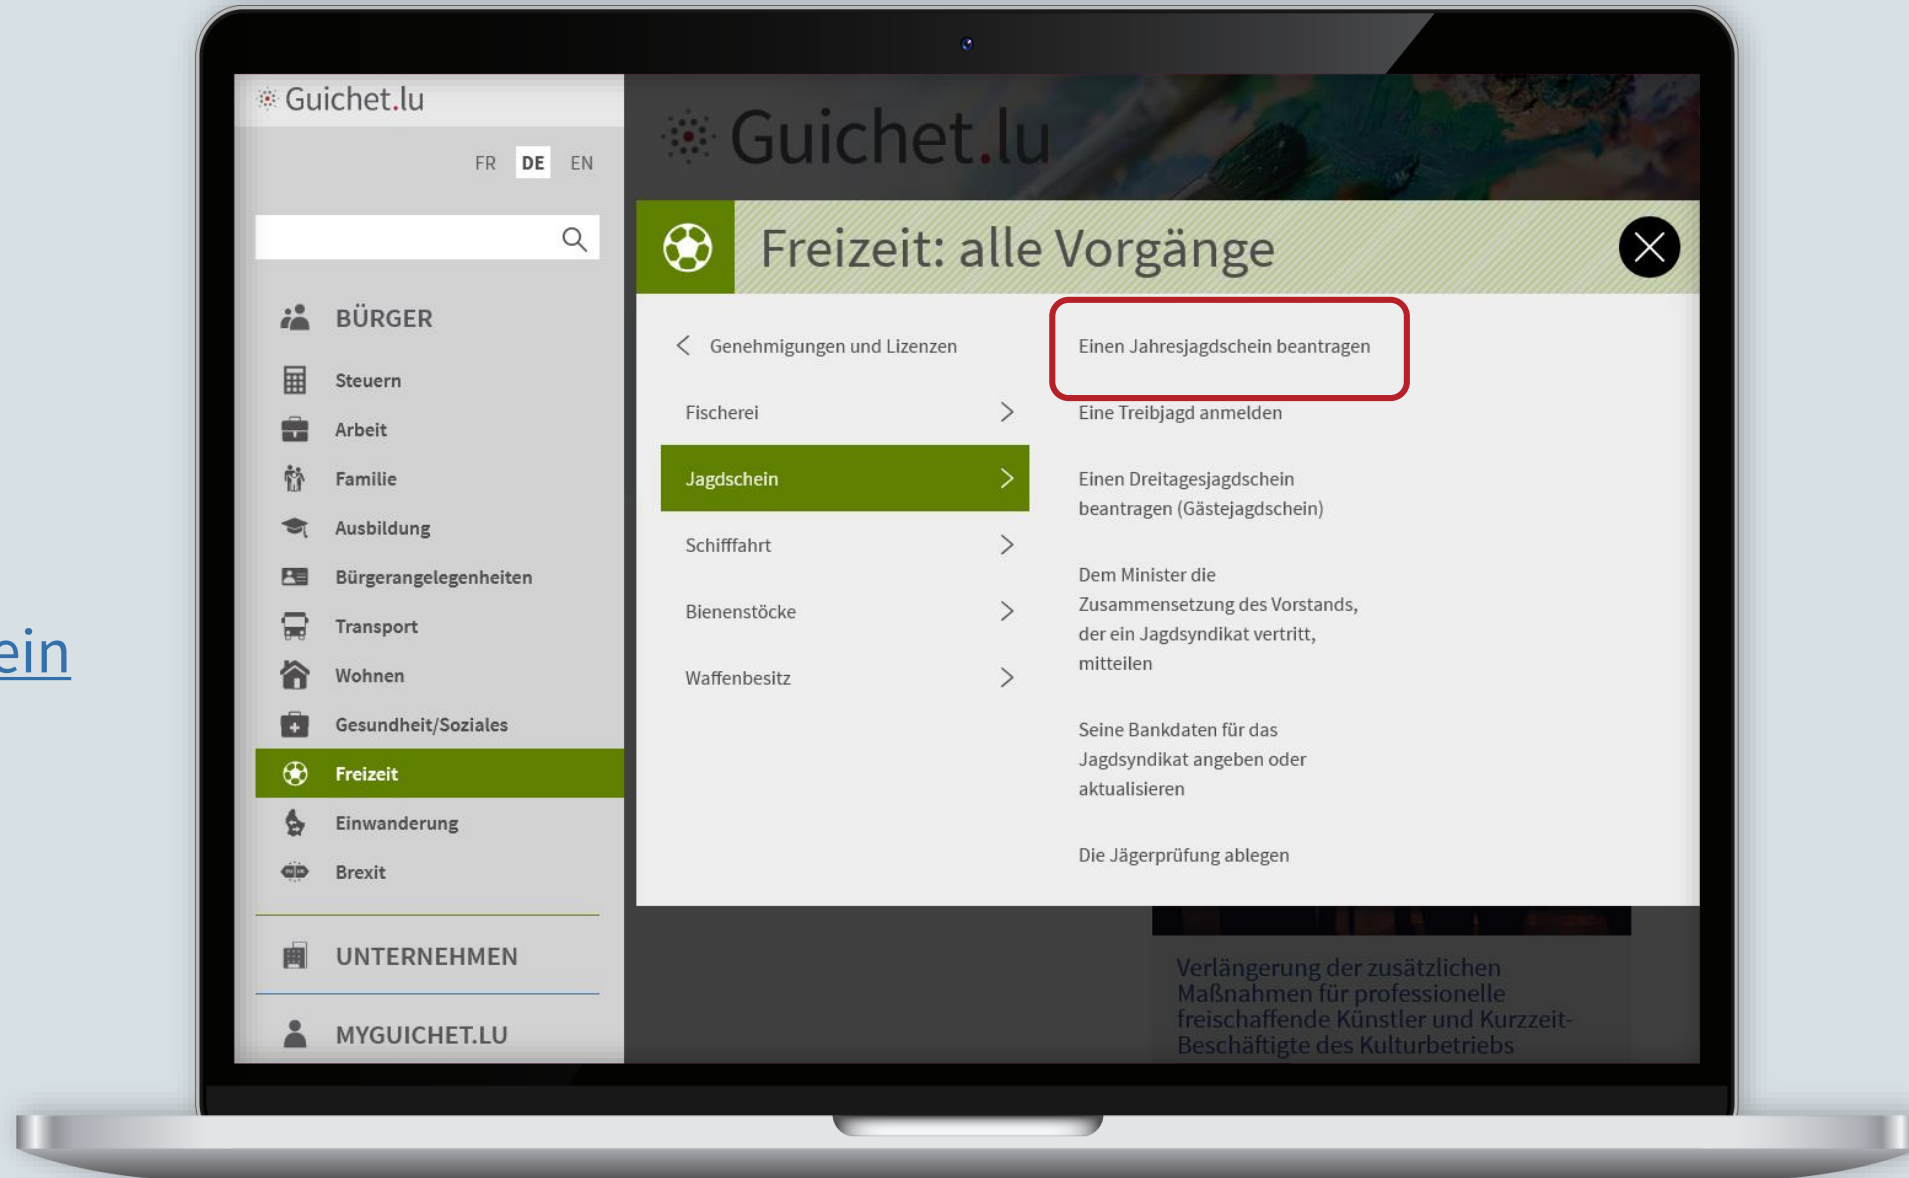 ein
Guichet.lu
FR DE EN
BÜRGER
Steuern
Arbeit
Familie
Ausbildung
Bürgerangelegenheiten
Transport
Wohnen
Gesundheit/Soziales
Freizeit
Einwanderung
Brexit
UNTERNEHMEN
MYGUICHET.LU
Guichet.lu
Freizeit: alle Vorgänge
Genehmigungen und Lizenzen
Fischerei
Jagdschein
Schifffahrt
Bienenstöcke
Waffenbesitz
Einen Jahresjagdschein beantragen
Eine Treibjagd anmelden
Einen Dreitagesjagdschein
beantragen (Gästejagdschein)
Dem Minister die
Zusammensetzung des Vorstands,
der ein Jagdsyndikat vertritt,
mitteilen
Seine Bankdaten für das
Jagdsyndikat angeben oder
aktualisieren
Die Jägerprüfung ablegen
Verlängerung der zusätzlichen
Maßnahmen für professionelle
freischaffende Künstler und Kurzzeit-
Beschäftigte des Kulturbetriebs